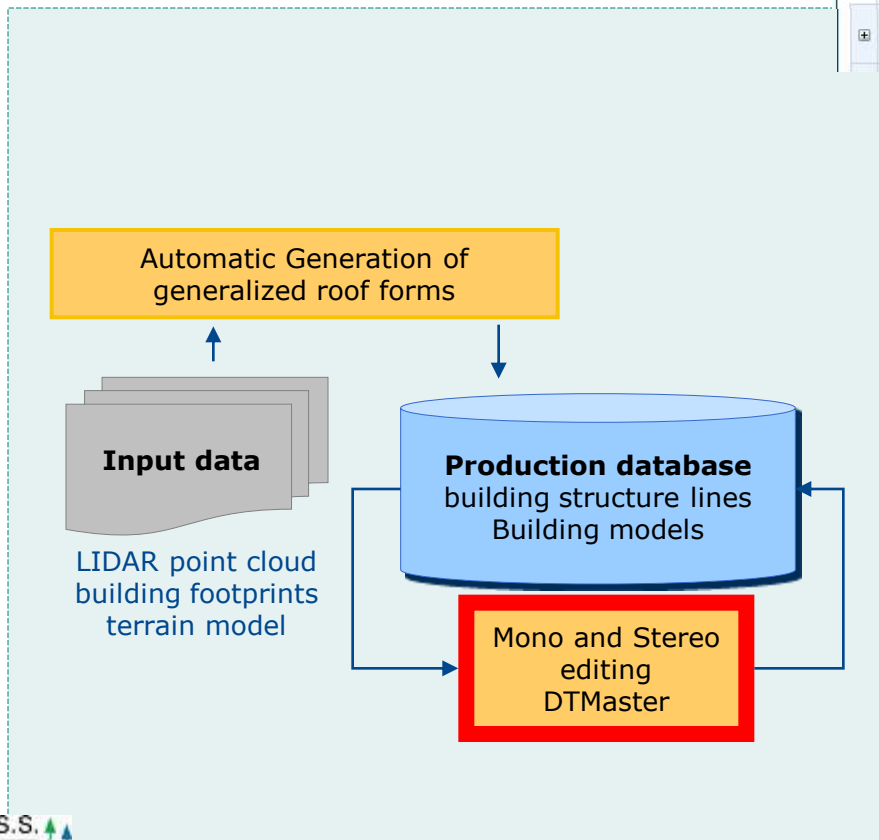 Automatic Generation of
generalized roof forms
Input data
LIDAR point cloud
building footprints
terrain model
Production database
building structure lines
Building models
Mono and Stereo
editing
DTMaster
S.S.